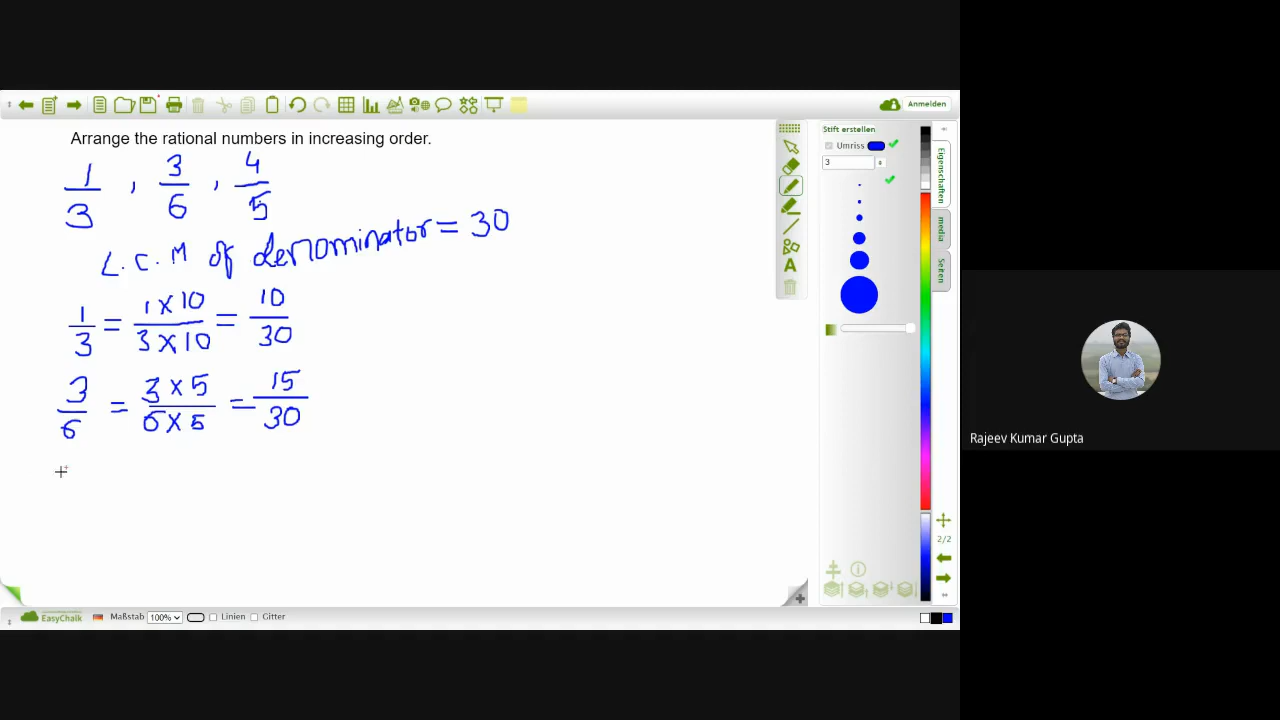 Anmelden
Arrange the rational numbers in increasing order.
1/3 , 3/6 , 4/5
L.C.M of denominator = 30
1/3 = 1×10/3×10 = 10/30
3/6 = 3×5/6×5 = 15/30
Stift erstellen
Umriss
3
Eigenschaften
media
Seiten
2/2
Rajeev Kumar Gupta
EasyChalk
Maßstab 100% Linien Gitter